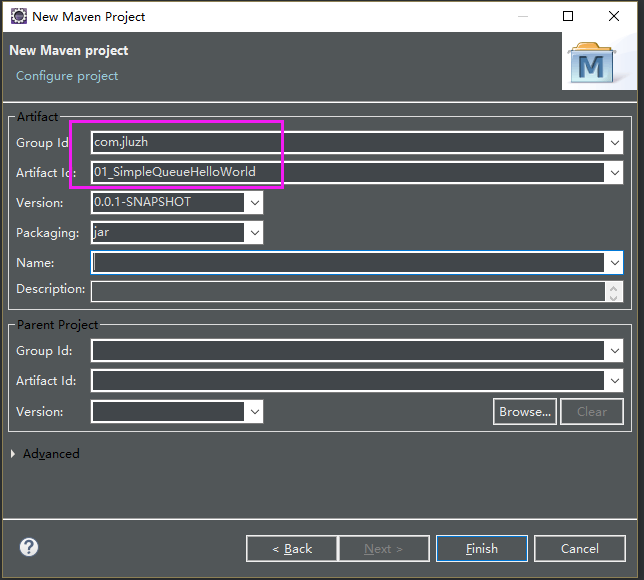 New Maven Project
New Maven project
Configure project
M
Artifact
Group Id:
com.jluzh
Artifact Id:
01_SimpleQueueHelloWorld
Version:
0.0.1-SNAPSHOT
Packaging:
jar
Name:
Description:
Parent Project
Group Id:
Artifact Id:
Version:
Browse...
Clear
Advanced
?
< Back
Next >
Finish
Cancel